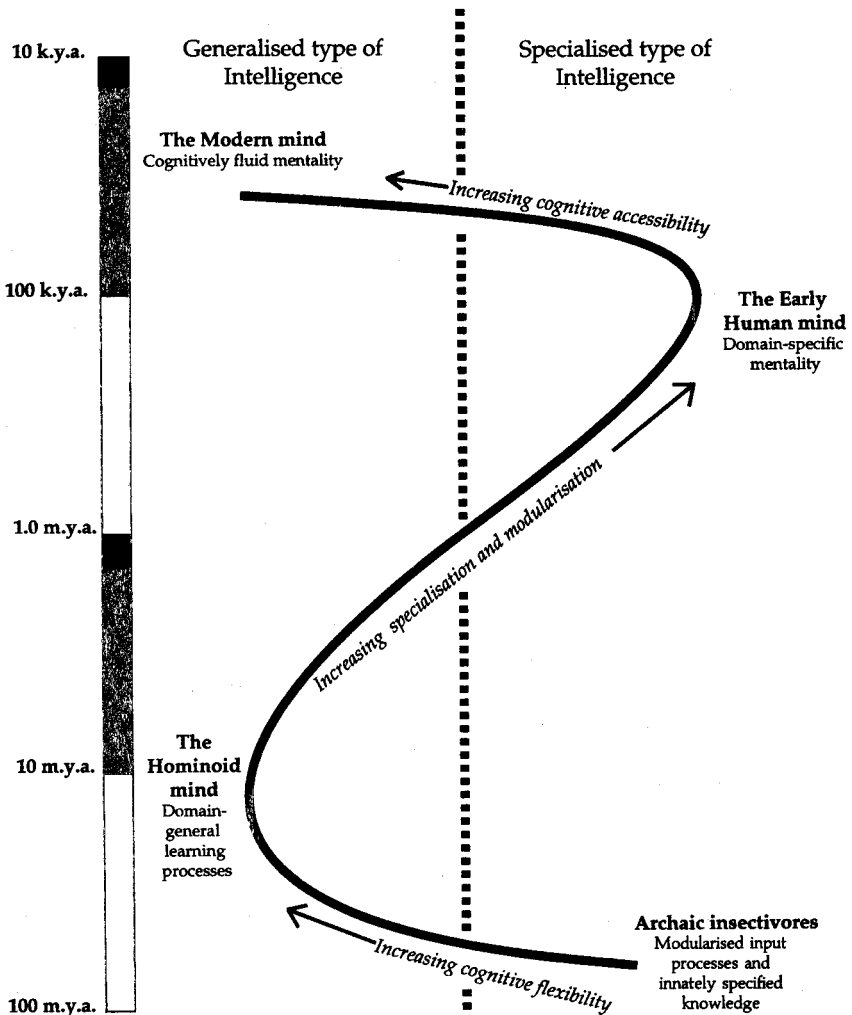 10 k.y.a.
Generalised type of
Intelligence
Specialised type of
Intelligence
The Modern mind
Cognitively fluid mentality
Increasing cognitive accessibility
100 k.y.a.
The Early
Human mind
Domain-specific
mentality
Increasing specialisation and modularisation
1.0 m.y.a.
The
Hominoid
mind
Domain-
general
learning
processes
10 m.y.a.
Archaic insectivores
Modularised input
processes and
innately specified
knowledge
Increasing cognitive flexibility
100 m.y.a.